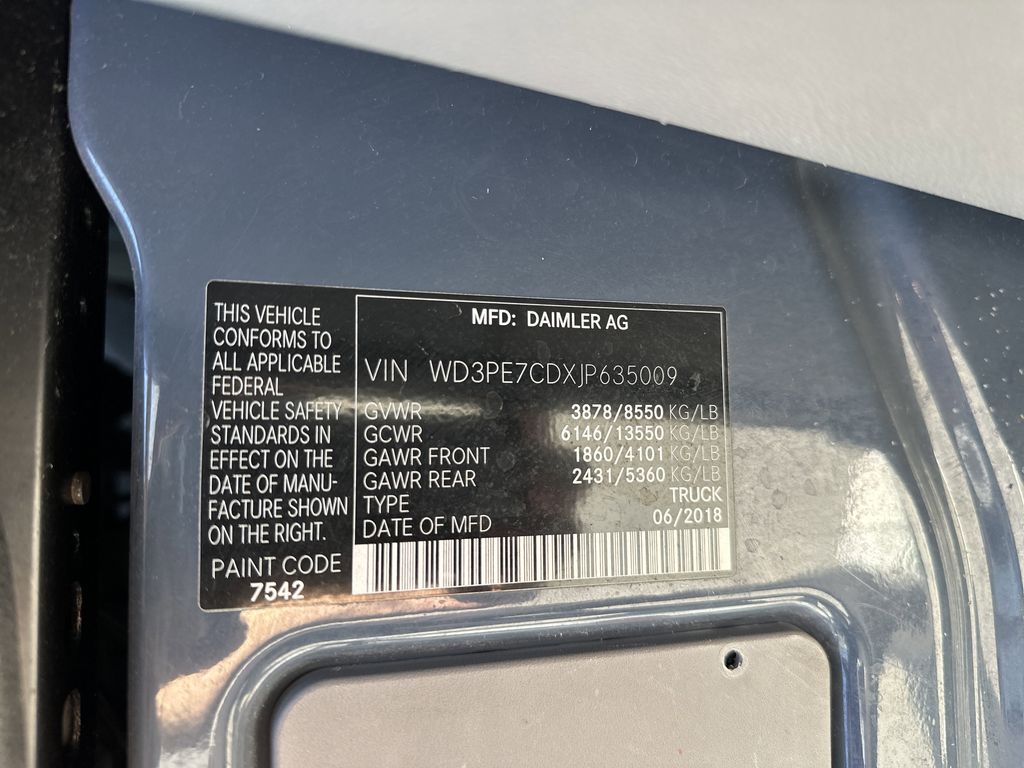 THIS VEHICLE
CONFORMS TO
ALL APPLICABLE
FEDERAL
VEHICLE SAFETY
STANDARDS IN
EFFECT ON THE
DATE OF MANU-
FACTURE SHOWN
ON THE RIGHT.
PAINT CODE
7542
MFD: DAIMLER AG
VIN WD3PE7CDXJP635009
GVWR 3878/8550 KG/LB
GCWR 6146/13550 KG/LB
GAWR FRONT 1860/4101 KG/LB
GAWR REAR 2431/5360 KG/LB
TYPE TRUCK
DATE OF MFD 06/2018